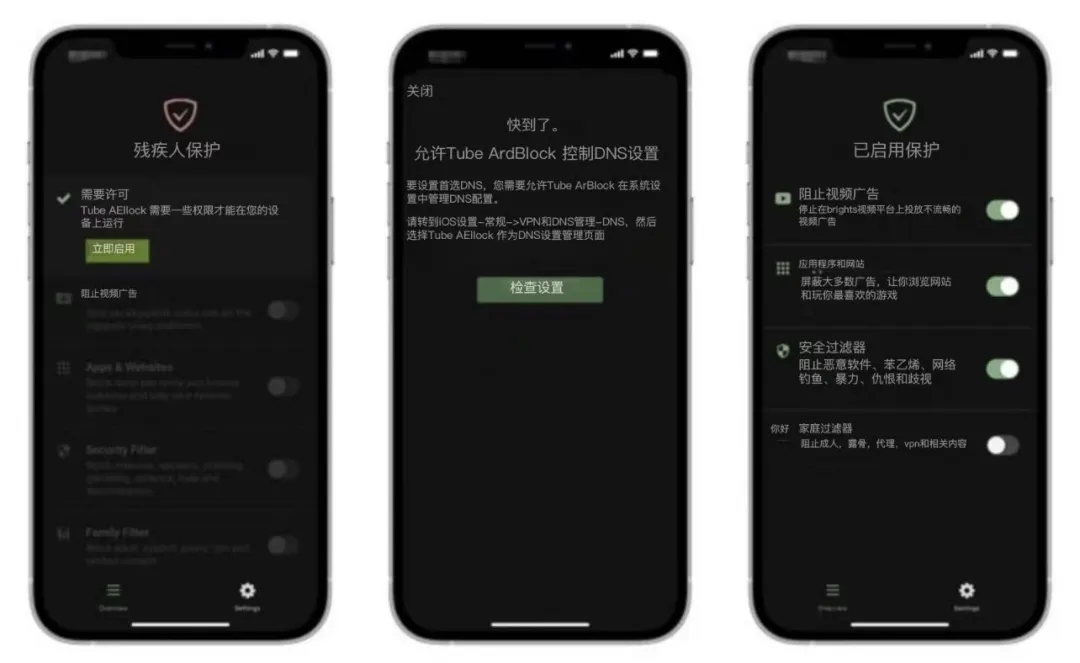 残疾人保护
需要许可
Tube AEllock 需要一些权限才能在您的设
备上运行
立即启用
阻止视频广告
Apps & Websites
Security Filter
Family Filter
Overview
Settings
关闭
快到了。
允许Tube ArdBlock 控制DNS设置
要设置首选DNS，您需要允许Tube ArBlock 在系统设
置中管理DNS配置。
请转到iOS设置-常规->VPN和DNS管理-DNS，然后
选择Tube AEllock 作为DNS设置管理页面
检查设置
已启用保护
阻止视频广告
停止在brights视频平台上投放不流畅的
视频广告
应用程序和网站
屏蔽大多数广告，让你浏览网站
和玩你最喜欢的游戏
安全过滤器
阻止恶意软件、苯乙烯、网络
钓鱼、暴力、仇恨和歧视
你好
家庭过滤器
阻止成人，露骨，代理，vpn和相关内容
Overview
Settings